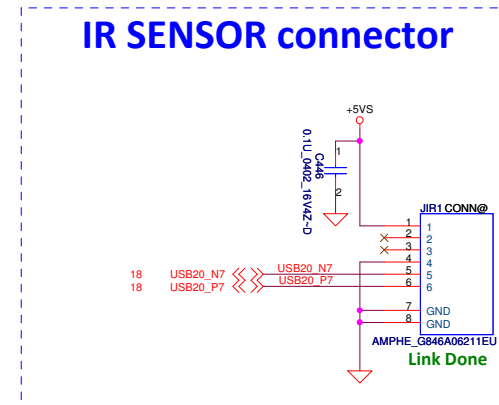 IR SENSOR connector
+5VS
1
C446
0.1U_0402_16V4Z~D
2
JIR1 CONN@
1 1
2 2
3 3
4 4
18 USB20_N7 USB20_N7 5 5
18 USB20_P7 USB20_P7 6 6
7 GND
8 GND
AMPHE_G846A06211EU
Link Done